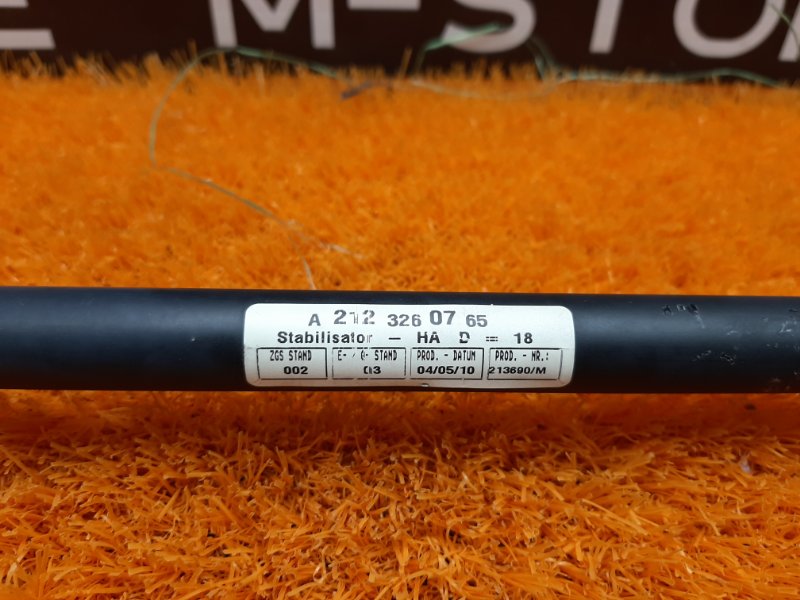 E M-STO
A 212 326 07 65
Stabilisator - HA D = 18
ZGS STAND E- / Q- STAND PROD. - DATUM PROD. - NR.:
002 03 04/05/10 213690/M